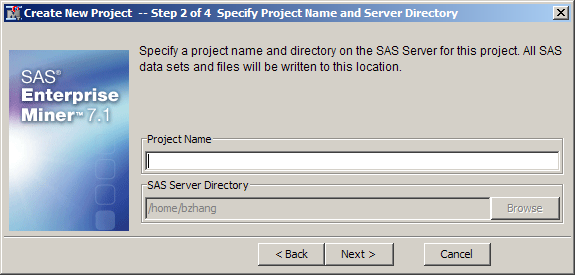 Create New Project -- Step 2 of 4 Specify Project Name and Server Directory
Specify a project name and directory on the SAS Server for this project. All SAS
data sets and files will be written to this location.
SAS®
Enterprise
Miner™ 7.1
Project Name
SAS Server Directory
/home/bzhang
Browse
< Back
Next >
Cancel